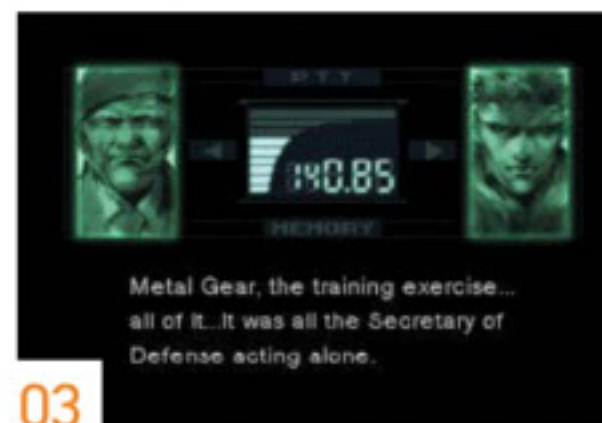 PTT
140.85
MEMORY
Metal Gear, the training exercise...
all of it...It was all the Secretary of
Defense acting alone.
03